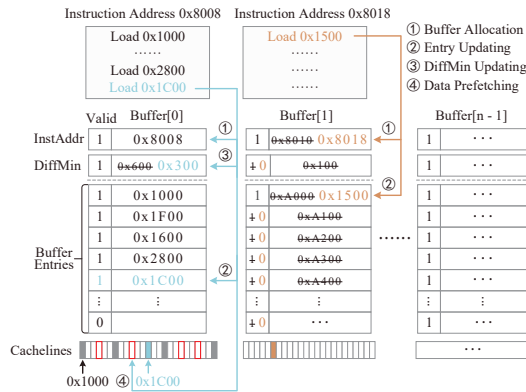 Instruction Address 0x8008
Instruction Address 0x8018
Load 0x1000
······
Load 0x2800
Load 0x1C00
Load 0x1500
······
······
······
① Buffer Allocation
② Entry Updating
③ DiffMin Updating
④ Data Prefetching
Valid Buffer[0] Buffer[1] Buffer[n - 1]
InstAddr 1 0x8008 ① 1 0x8010 0x8018 ① 1 ···
DiffMin 1 0x600 0x300 ③ 1 0 0x100 1 ···
1 0x1000 1 0xA000 0x1500 ② 1 ···
1 0x1F00 1 0 0xA100 1
1 0x1600 1 0 0xA200 1
Buffer Entries
1 0x2800 1 0 0xA300 ······ 1
1 0x1C00 ② 1 0 0xA400 1
⋮ ⋮ ⋮ ⋮ ⋮ ⋮
0 1 0 ··· 1 ···
Cachelines ···
0x1000 ④ 0x1C00